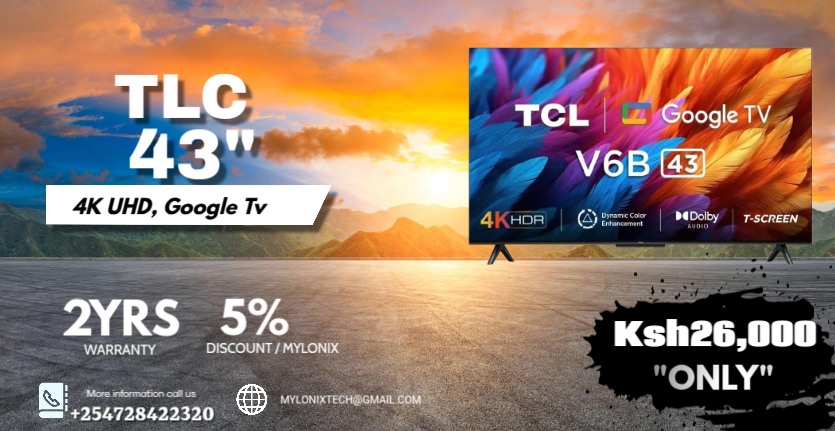 TLC
43"
4K UHD, Google Tv
TCL | Google TV
V6B 43
4K HDR
Dynamic Color
Enhancement
Dolby
AUDIO
T-SCREEN
2YRS
WARRANTY
5%
DISCOUNT / MYLONIX
Ksh26,000
"ONLY"
More information call us
+254728422320
MYLONIXTECH@GMAIL.COM